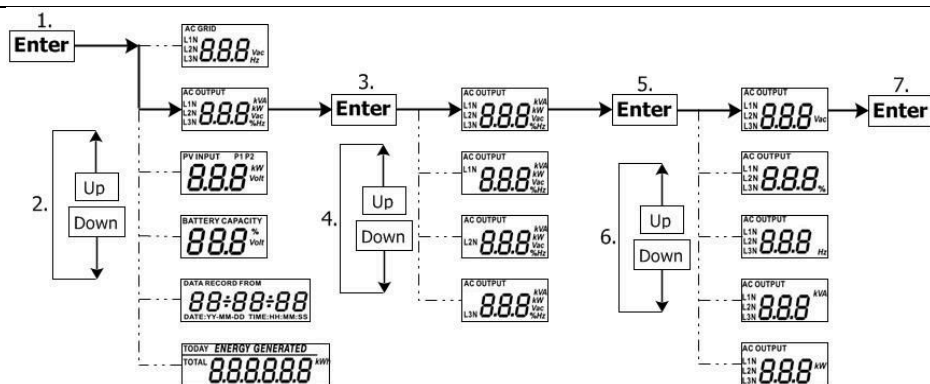 1.
Enter
AC GRID
L1N
L2N
L3N
8.8.8
Vac
Hz
AC OUTPUT
L1N
L2N
L3N
8.8.8
kVA
kW
Vac
%Hz
3.
Enter
AC OUTPUT
L1N
L2N
L3N
8.8.8
kVA
kW
Vac
%Hz
5.
Enter
AC OUTPUT
L1N
L2N
L3N
8.8.8
Vac
7.
Enter
2.
Up
Down
PV INPUT P1 P2
8.8.8
kW
Volt
BATTERY CAPACITY
8.8.8
%
Volt
DATA RECORD FROM
88÷88÷88
DATE:YY-MM-DD TIME:HH:MM:SS
TODAY ENERGY GENERATED
TOTAL 8.8.8.8.8.8 kWh
4.
Up
Down
AC OUTPUT
L1N
8.8.8
kVA
kW
Vac
%Hz
AC OUTPUT
L2N
8.8.8
kVA
kW
Vac
%Hz
AC OUTPUT
L3N
8.8.8
kVA
kW
Vac
%Hz
6.
Up
Down
AC OUTPUT
L1N
L2N
L3N
8.8.8.
%
AC OUTPUT
L1N
L2N
L3N
8.8.8
Hz
AC OUTPUT
L1N
L2N
L3N
8.8.8
kVA
AC OUTPUT
L1N
L2N
L3N
8.8.8
kW